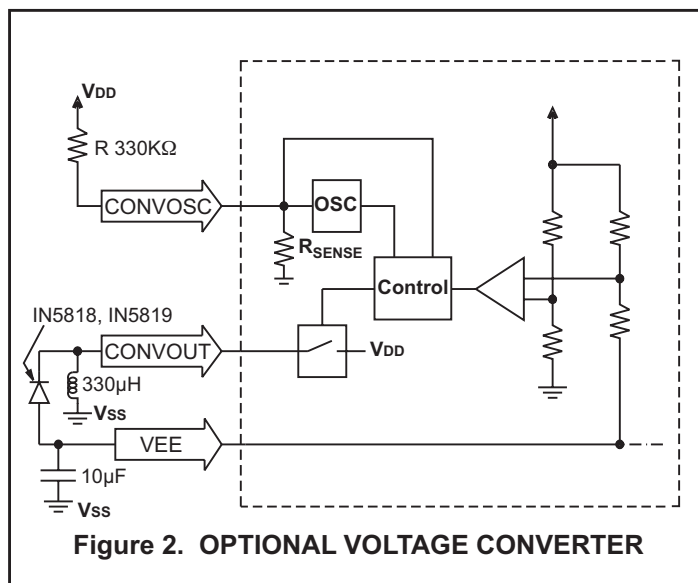 VDD
R 330KΩ
CONVOSC
OSC
RSENSE
Control
IN5818, IN5819
CONVOUT
VDD
330µH
VSS
VEE
10µF
VSS
Figure 2. OPTIONAL VOLTAGE CONVERTER